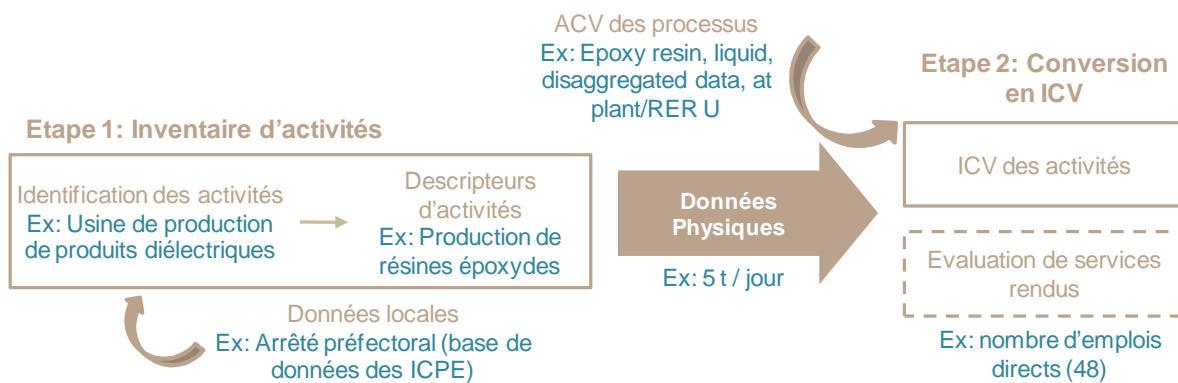 ACV des processus
Ex: Epoxy resin, liquid,
disaggregated data, at
plant/RER U
Etape 2: Conversion
en ICV
Etape 1: Inventaire d'activités
Identification des activités
Ex: Usine de production
de produits diélectriques
Descripteurs
d'activités
Ex: Production de
résines époxydes
Données
Physiques
Ex: 5 t / jour
ICV des activités
Evaluation de services
rendus
Ex: nombre d'emplois
directs (48)
Données locales
Ex: Arrêté préfectoral (base de
données des ICPE)